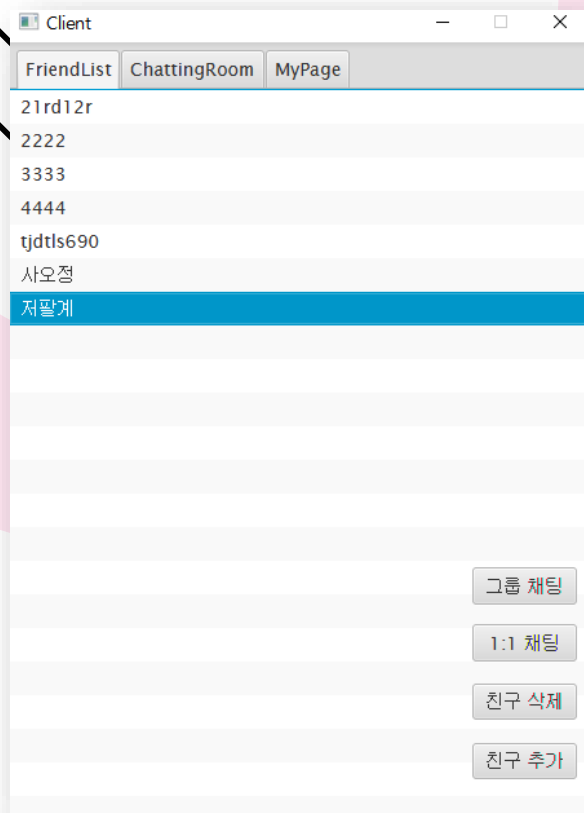 Client
FriendList ChattingRoom MyPage
21rd12r
2222
3333
4444
tjdtls690
사오정
저팔계
그룹 채팅
1:1 채팅
친구 삭제
친구 추가